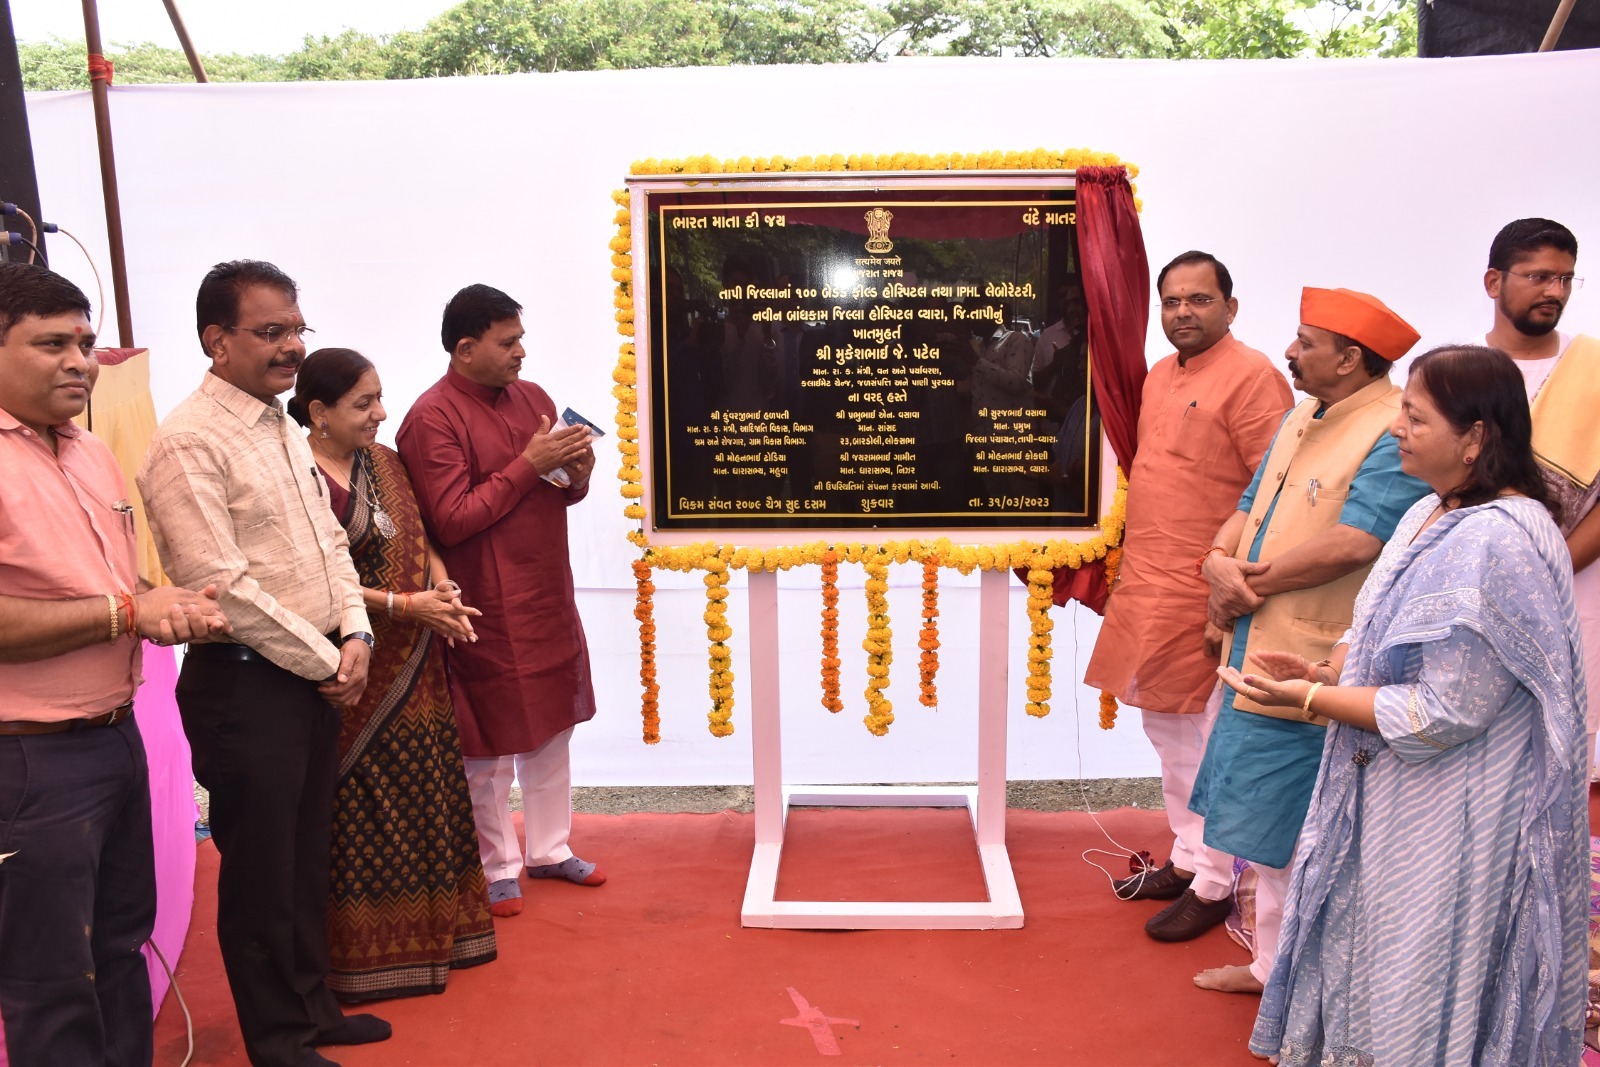 ભારત માતા કી જય
વંદે માતર
सत्यमेव जयते
ગુજરાત રાજ્ય
તાપી જિલ્લાનાં ૧૦૦ બેડેડ ફીલ્ડ હોસ્પિટલ તથા IPHL લેબોરેટરી,
નવીન બાંધકામ જિલ્લા હોસ્પિટલ વ્યારા, જિ.તાપીનું
ખાતમુહર્ત
શ્રી મુકેશભાઈ જે. પટેલ
માન. રા. ક. મંત્રી, વન અને પર્યાવરણ,
કલાઈમેટ ચેન્જ, જળસંપત્તિ અને પાણી પુરવઠા
ના વરદ્ હસ્તે
શ્રી કુંવરજીભાઈ હળપતી
માન. રા. ક. મંત્રી, આદિજાતિ વિકાસ, વિભાગ
શ્રમ અને રોજગાર, ગ્રામ વિકાસ વિભાગ.
શ્રી પ્રભુભાઈ એન. વસાવા
માન. સાંસદ
૨૩, બારડોલી, લોકસભા
શ્રી સુરજભાઈ વસાવા
માન. પ્રમુખ
જિલ્લા પંચાયત, તાપી-વ્યારા.
શ્રી મોહનભાઈ ઢોડિયા
માન. ધારાસભ્ય, મહુવા
શ્રી જયરામભાઈ ગામીત
માન. ધારાસભ્ય, નિઝર
શ્રી મોહનભાઈ કોકણી
માન. ધારાસભ્ય, વ્યારા.
ની ઉપસ્થિતિમાં સંપન્ન કરવામાં આવી.
વિક્રમ સંવત ૨૦૭૯ ચૈત્ર સુદ દસમ શુક્રવાર તા. ૩૧/૦૩/૨૦૨૩